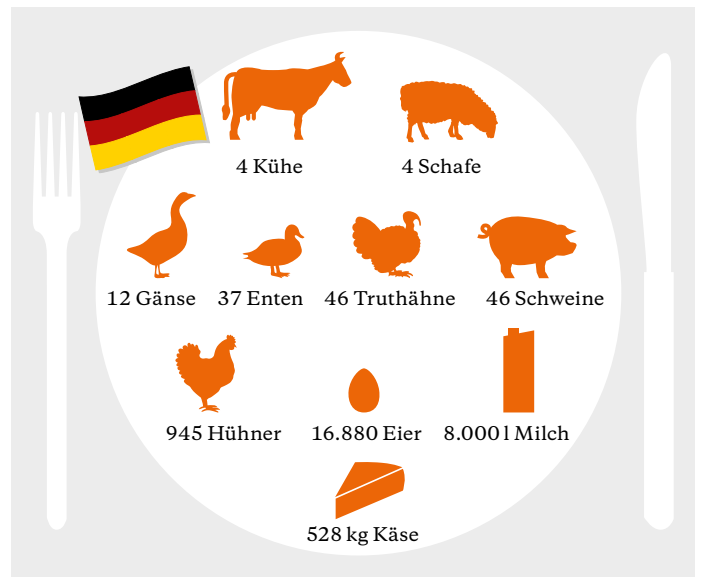 4 Kühe
4 Schafe
12 Gänse
37 Enten
46 Truthähne
46 Schweine
945 Hühner
16.880 Eier
8.000 l Milch
528 kg Käse